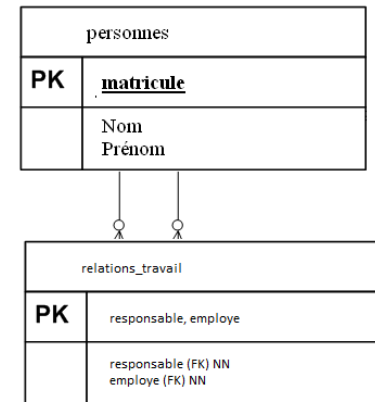 personnes
PK matricule
Nom
Prénom
relations_travail
PK responsable, employe
responsable (FK) NN
employe (FK) NN